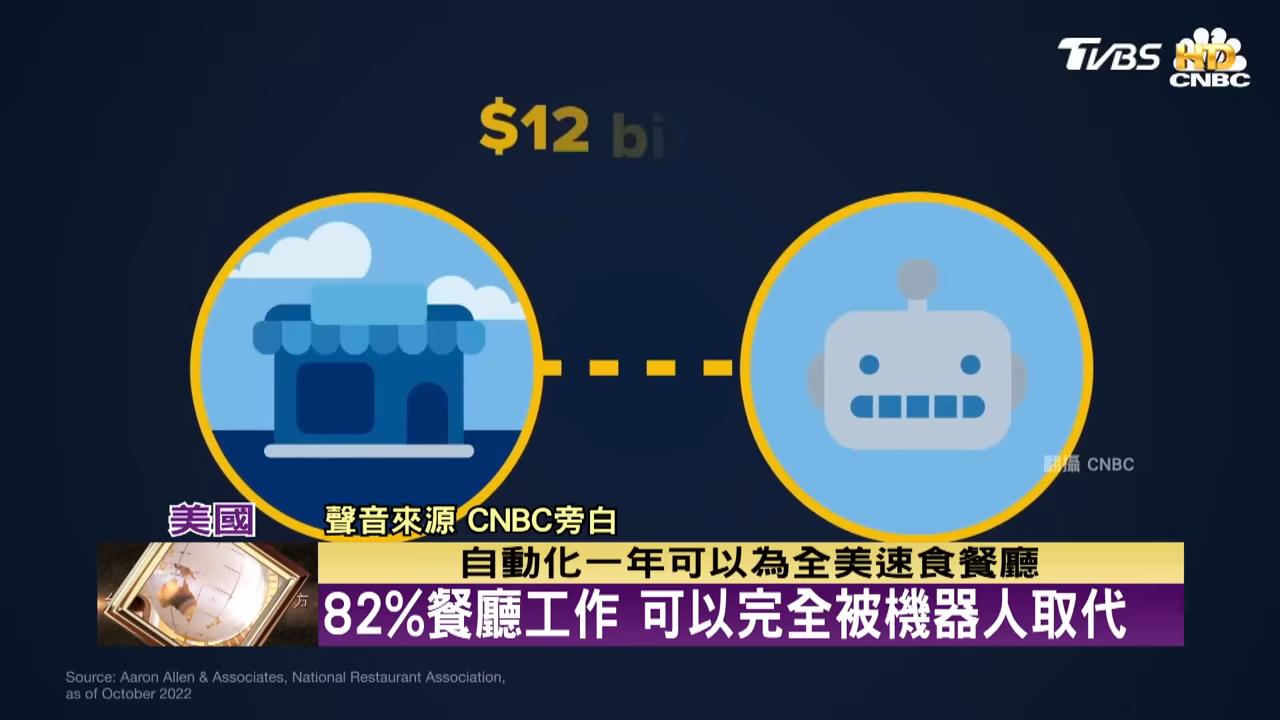 TVBS
HD
CNBC
$12 bil
翻攝 CNBC
美國
聲音來源 CNBC旁白
自動化一年可以為全美速食餐廳
方
82%餐廳工作 可以完全被機器人取代
Source: Aaron Allen & Associates, National Restaurant Association,
as of October 2022